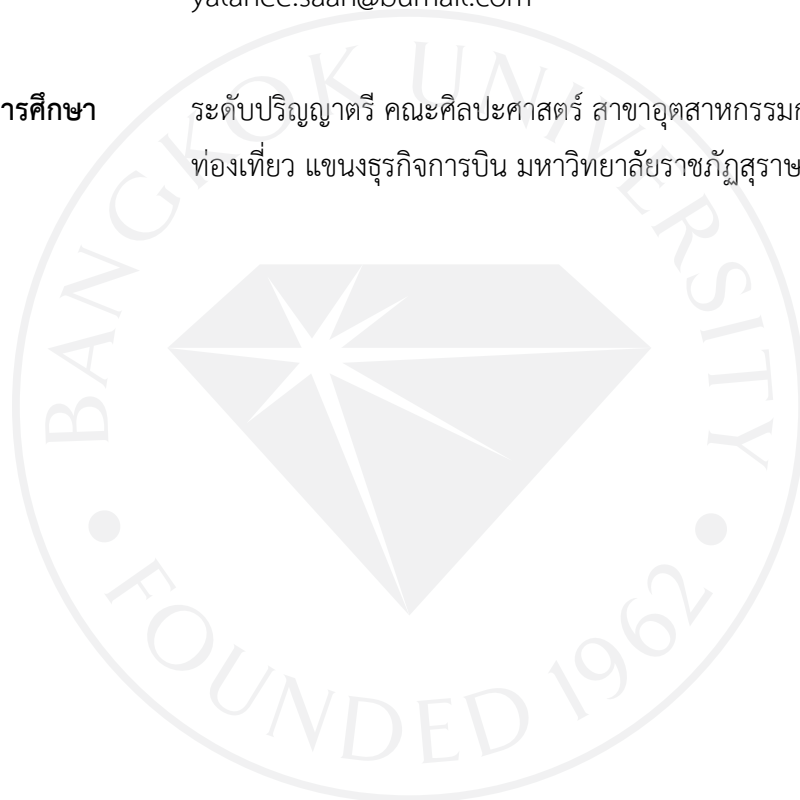 ารศึกษา ระดับปริญญาตรี คณะศิลปะศาสตร์ สาขาอุตสาหกรรมก
ท่องเที่ยว แขนงธุรกิจการบิน มหาวิทยาลัยราชภัฏสุราษ
BANGKOK UNIVERSITY
FOUNDED 1962